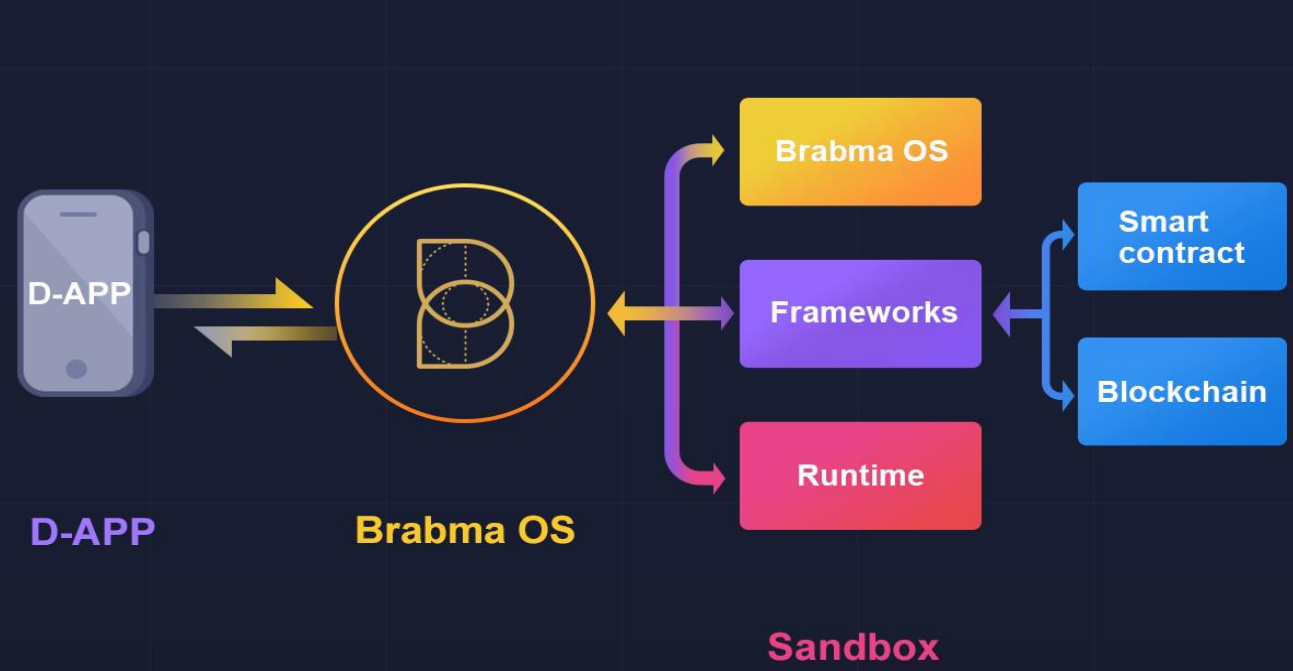 Brabma OS
Smart
contract
D-APP
Frameworks
Blockchain
Runtime
D-APP
Brabma OS
Sandbox